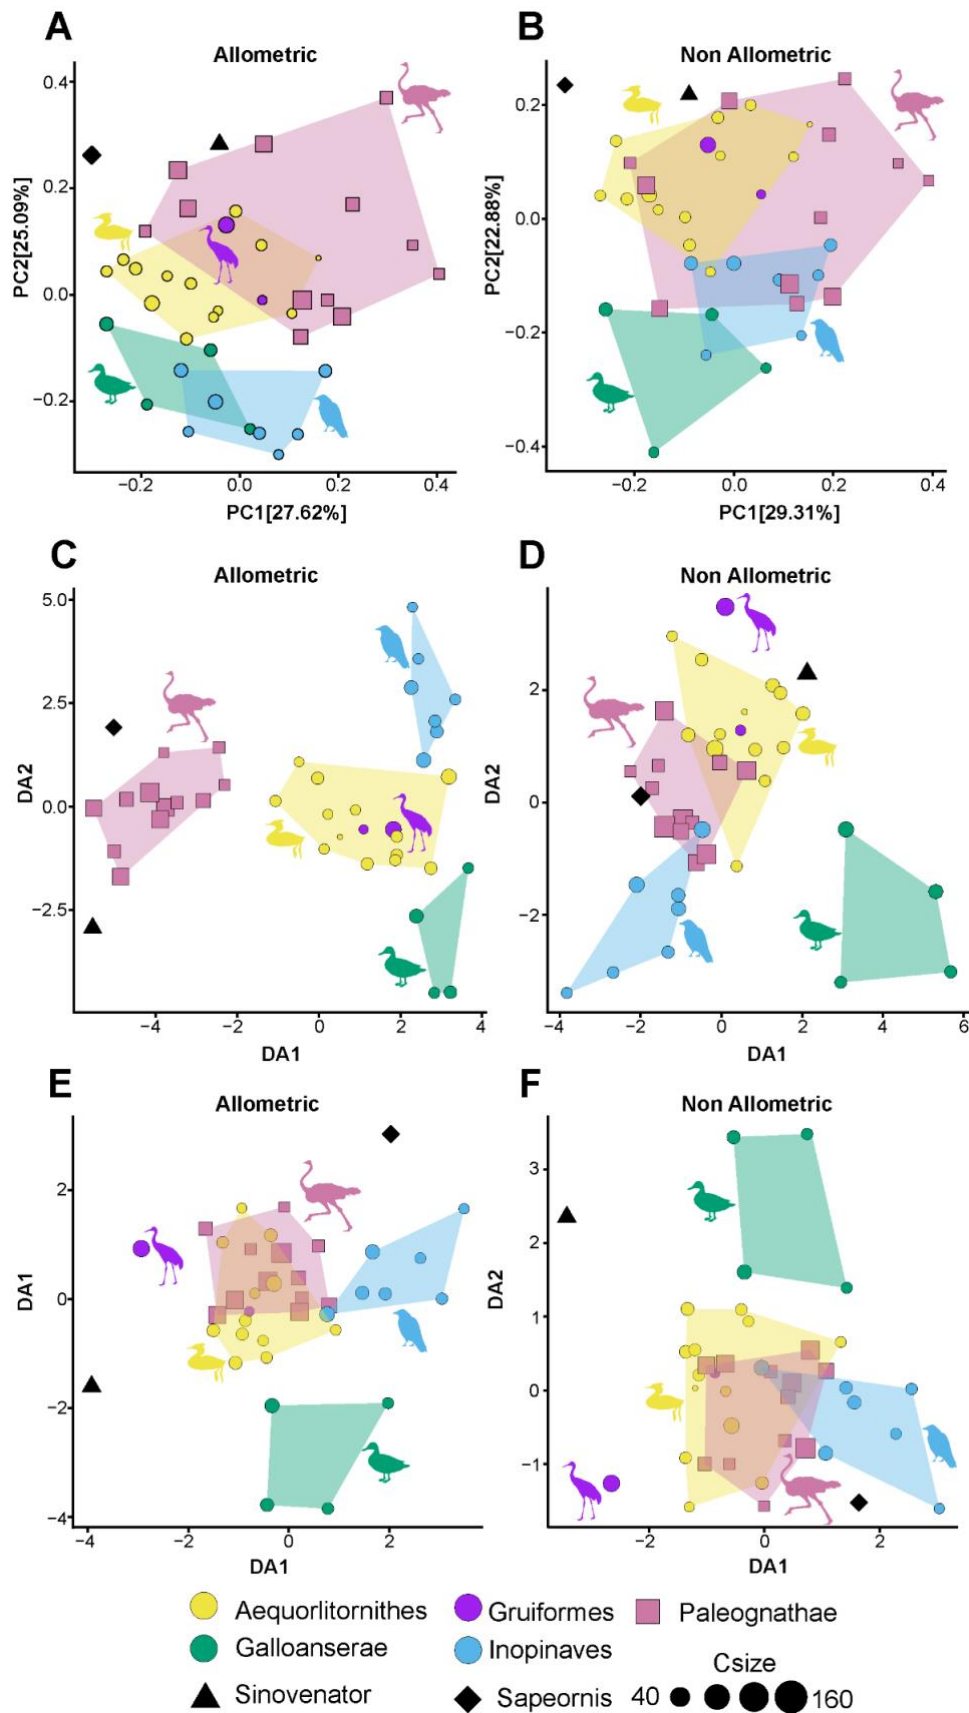 A
Allometric
0.4
0.2
0.0
−0.2
PC2[25.09%]
−0.2
0.0
0.2
0.4
PC1[27.62%]
B
Non Allometric
0.2
0.0
−0.2
−0.4
PC2[22.88%]
−0.2
0.0
0.2
0.4
PC1[29.31%]
C
Allometric
5.0
2.5
0.0
−2.5
DA2
−4
−2
0
2
4
DA1
D
Non Allometric
2
0
−2
DA2
−4
−2
0
2
4
6
DA1
E
Allometric
2
0
−2
−4
DA1
−4
−2
0
2
DA1
F
Non Allometric
3
2
1
0
−1
DA2
−2
0
2
DA1
Aequorlitornithes
Gruiformes
Paleognathae
Galloanserae
Inopinaves
Csize
Sinovenator
Sapeornis
40
160